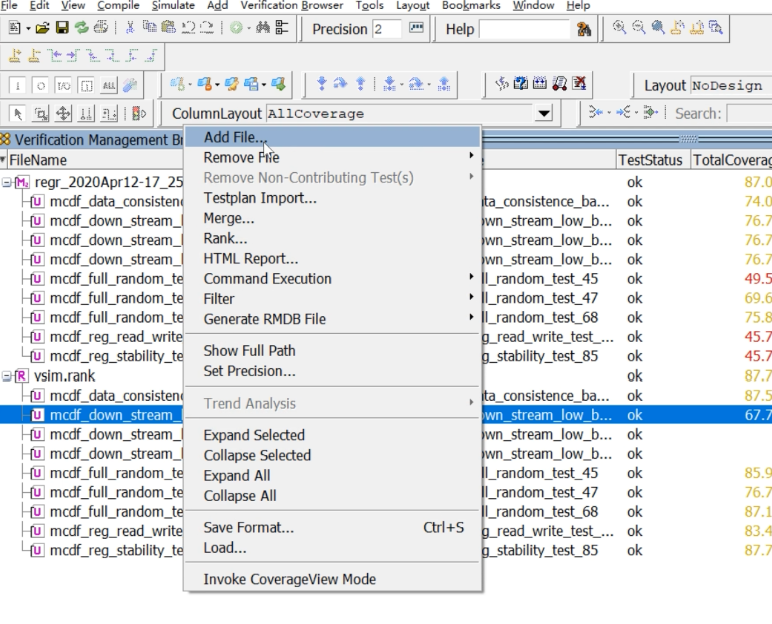 File Edit View Compile Simulate Add Verification Browser Tools Layout Bookmarks Window Help
Precision 2 Help
I O I/O i ALL
Layout NoDesign
ColumnLayout AllCoverage Search:
Verification Management Br
FileName TestStatus TotalCoverag
regr_2020Apr12-17_25 ok 87.0
mcdf_data_consistenc ata_consistence_ba... ok 74.0
mcdf_down_stream_l own_stream_low_b... ok 76.7
mcdf_down_stream_l own_stream_low_b... ok 76.7
mcdf_down_stream_l own_stream_low_b... ok 76.7
mcdf_full_random_te ll_random_test_45 ok 49.5
mcdf_full_random_te ll_random_test_47 ok 69.6
mcdf_full_random_te ll_random_test_68 ok 75.8
mcdf_reg_read_write g_read_write_test_... ok 45.7
mcdf_reg_stability_te g_stability_test_85 ok 45.7
vsim.rank ok 87.7
mcdf_data_consistenc ata_consistence_ba... ok 87.5
mcdf_down_stream_l own_stream_low_b... ok 67.7
mcdf_down_stream_l own_stream_low_b... ok
mcdf_down_stream_l own_stream_low_b... ok
mcdf_full_random_te ll_random_test_45 ok 85.9
mcdf_full_random_te ll_random_test_47 ok 76.7
mcdf_full_random_te ll_random_test_68 ok 87.1
mcdf_reg_read_write g_read_write_test_... ok 83.4
mcdf_reg_stability_te g_stability_test_85 ok 87.7
Add File...
Remove File
Remove Non-Contributing Test(s)
Testplan Import...
Merge...
Rank...
HTML Report...
Command Execution
Filter
Generate RMDB File
Show Full Path
Set Precision...
Trend Analysis
Expand Selected
Collapse Selected
Expand All
Collapse All
Save Format... Ctrl+S
Load...
Invoke CoverageView Mode